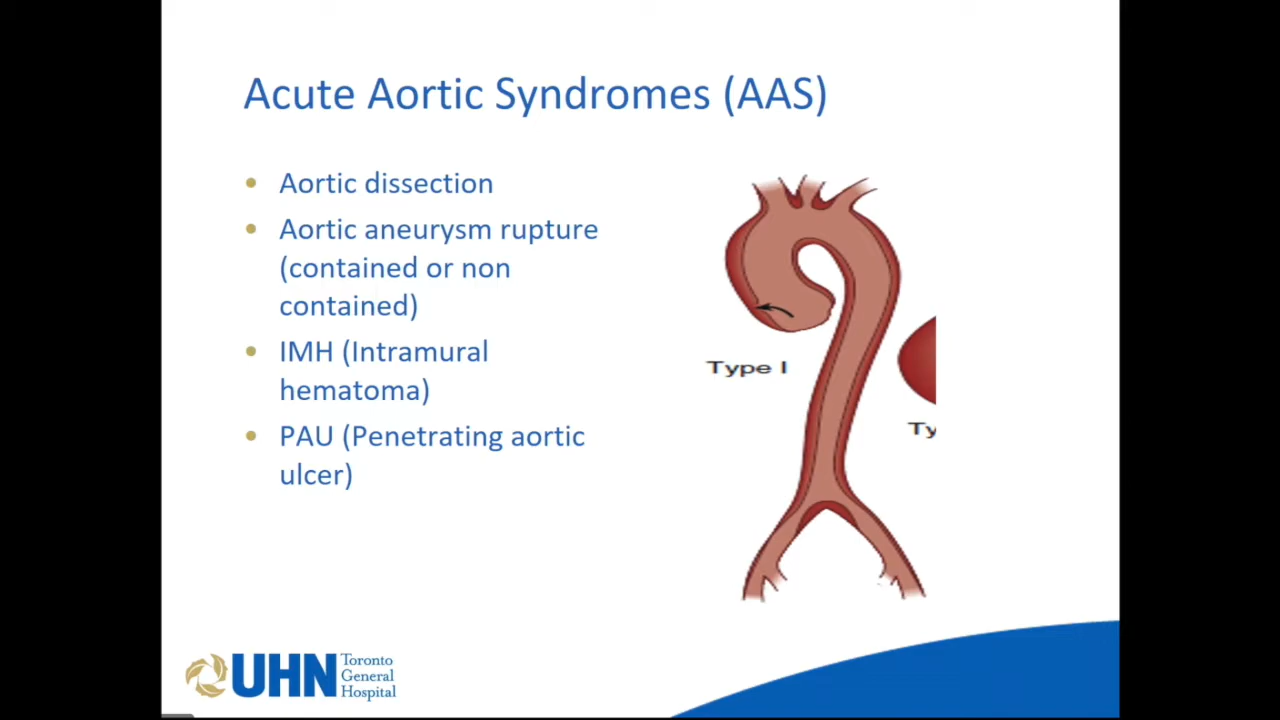 Acute Aortic Syndromes (AAS)
• Aortic dissection
• Aortic aneurysm rupture
(contained or non
contained)
• IMH (Intramural
hematoma)
• PAU (Penetrating aortic
ulcer)
Type I
Ty
UHN Toronto
General
Hospital